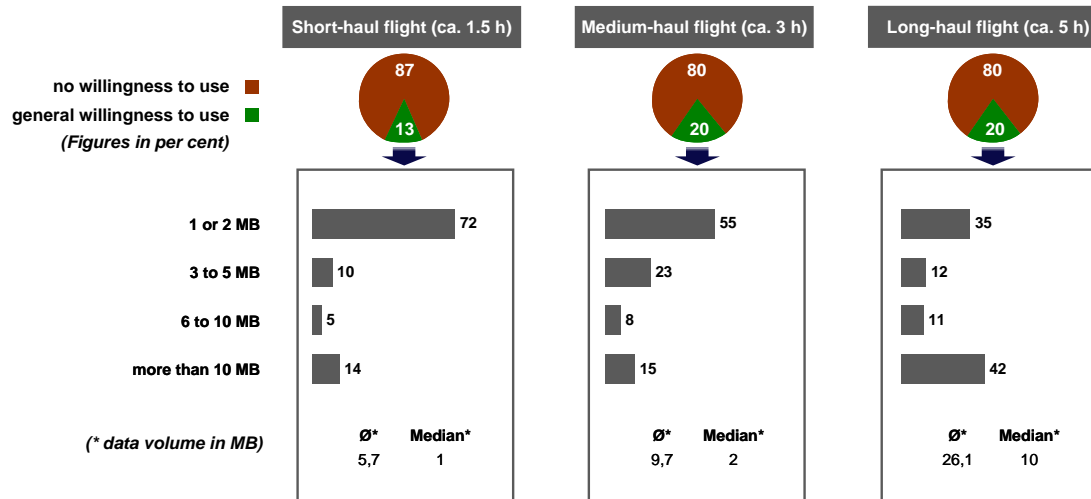 Short-haul flight (ca. 1.5 h)
Medium-haul flight (ca. 3 h)
Long-haul flight (ca. 5 h)
no willingness to use
general willingness to use
(Figures in per cent)
87
13
80
20
80
20
1 or 2 MB
72
55
35
3 to 5 MB
10
23
12
6 to 10 MB
5
8
11
more than 10 MB
14
15
42
(* data volume in MB)
Ø* Median*
5,7 1
Ø* Median*
9,7 2
Ø* Median*
26,1 10